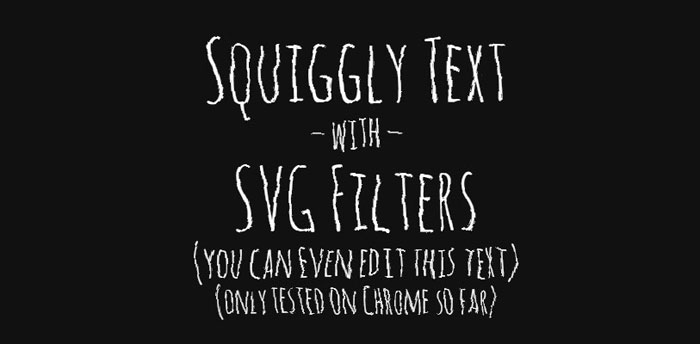 Squiggly Text
– with –
SVG Filters
(you can Even edit this text)
(only tested on Chrome so far)